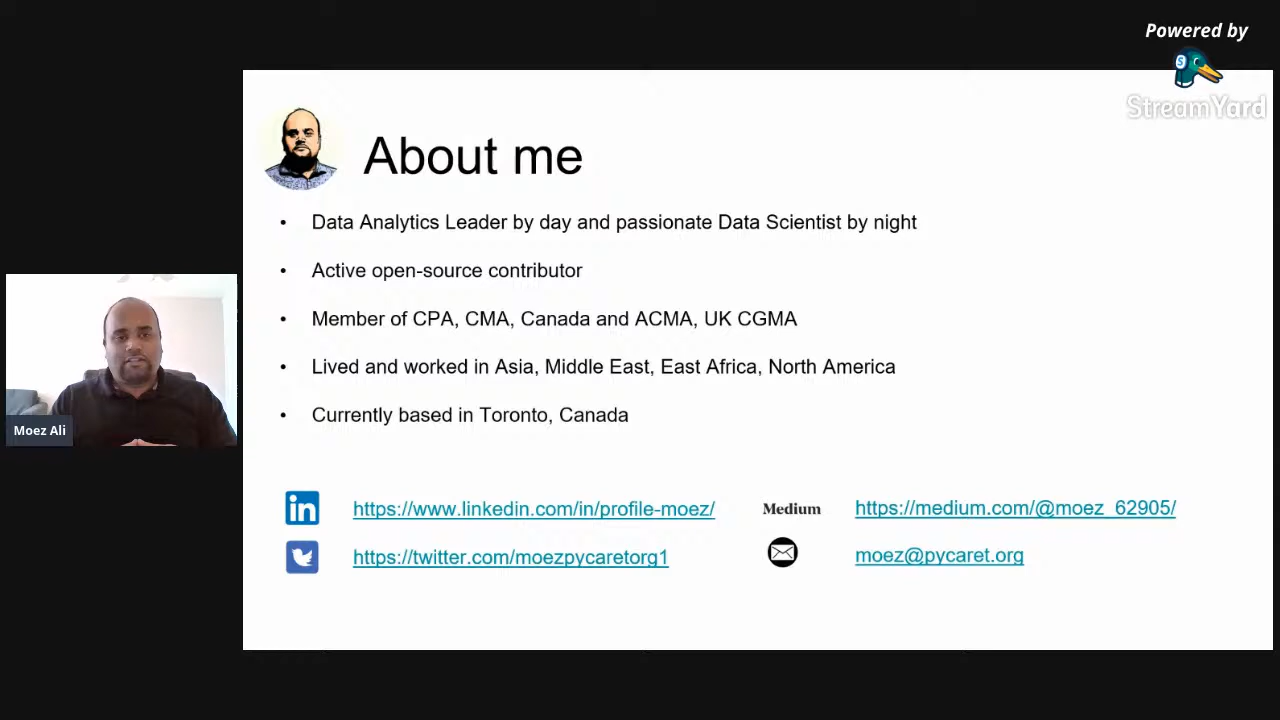 Powered by
StreamYard
About me
• Data Analytics Leader by day and passionate Data Scientist by night
• Active open-source contributor
• Member of CPA, CMA, Canada and ACMA, UK CGMA
• Lived and worked in Asia, Middle East, East Africa, North America
• Currently based in Toronto, Canada
Moez Ali
in https://www.linkedin.com/in/profile-moez/
Medium https://medium.com/@moez_62905/
https://twitter.com/moezpycaretorg1
moez@pycaret.org